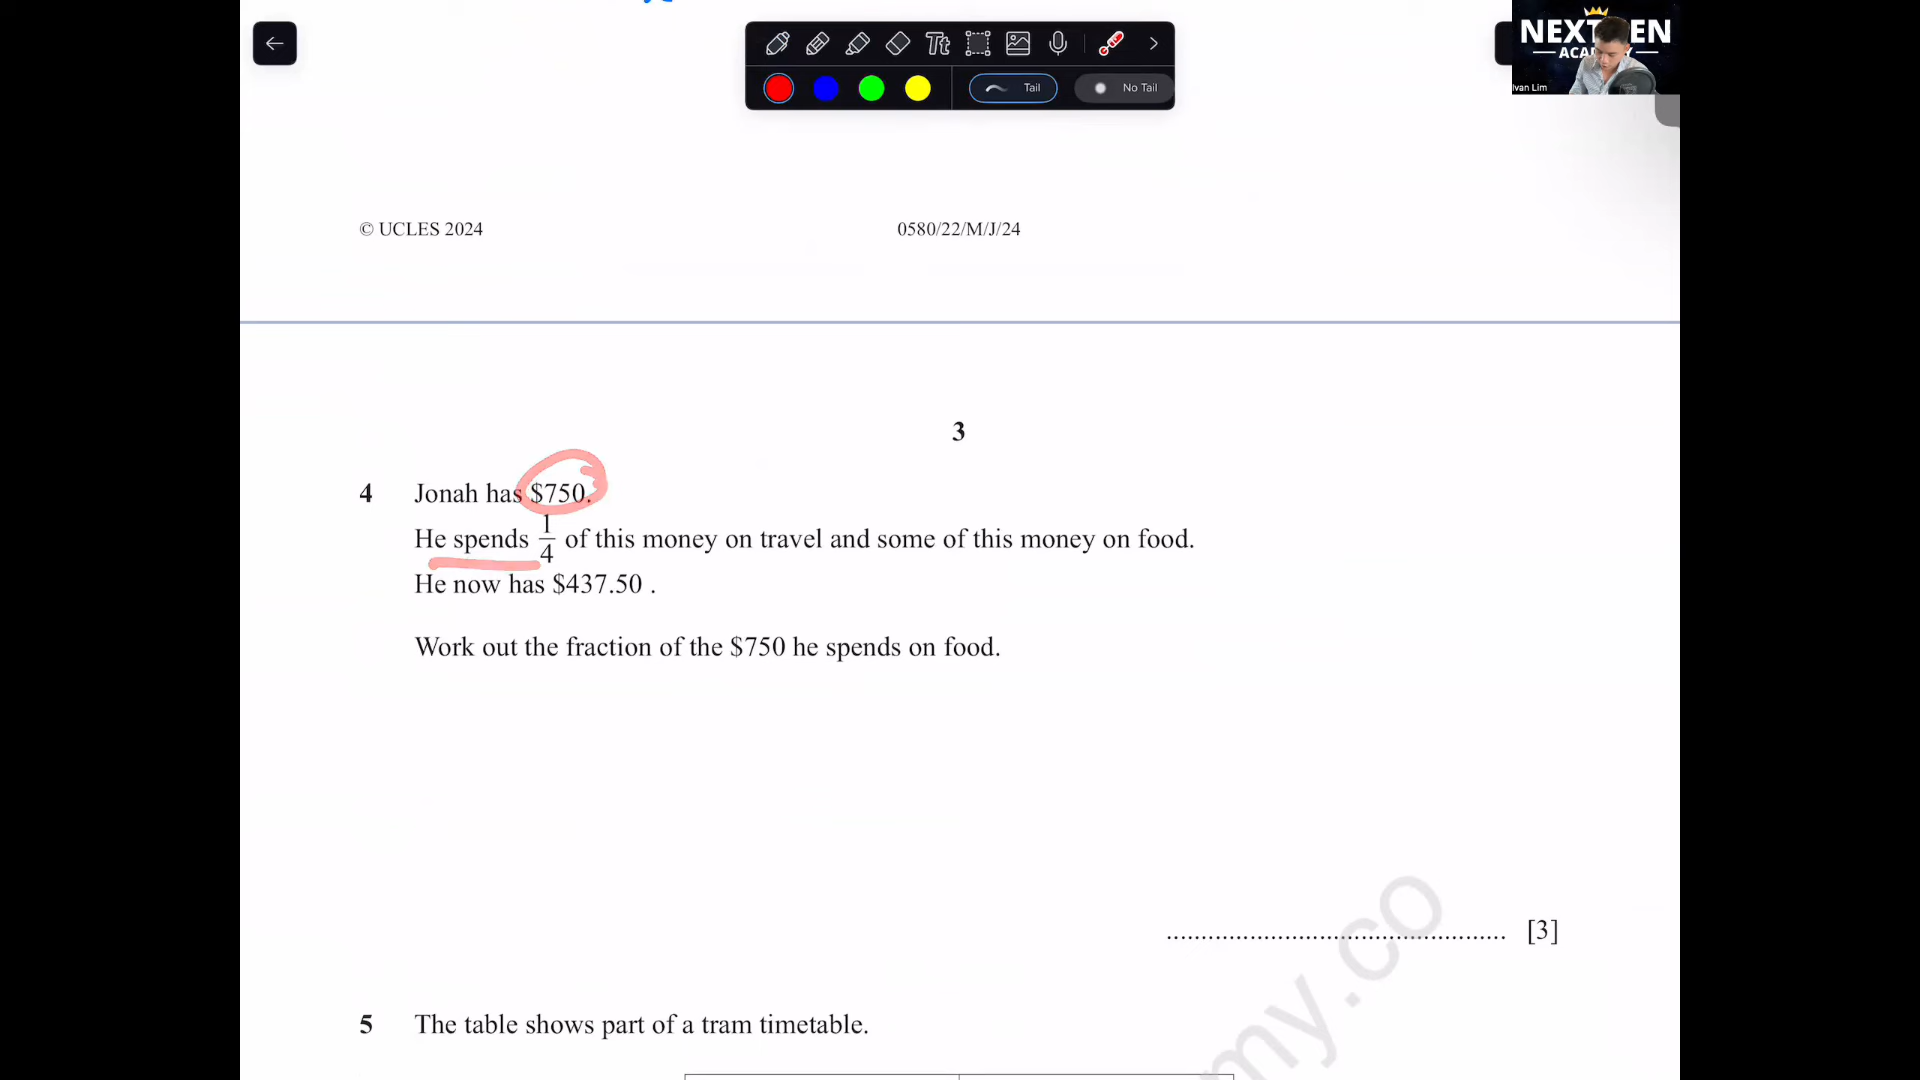 Tt
Tail
No Tail
NEXT EN
ACA Y
Ivan Lim
© UCLES 2024
0580/22/M/J/24
3
4 Jonah has $750.
He spends 1/4 of this money on travel and some of this money on food.
He now has $437.50 .
Work out the fraction of the $750 he spends on food.
................................................. [3]
my.co
5 The table shows part of a tram timetable.